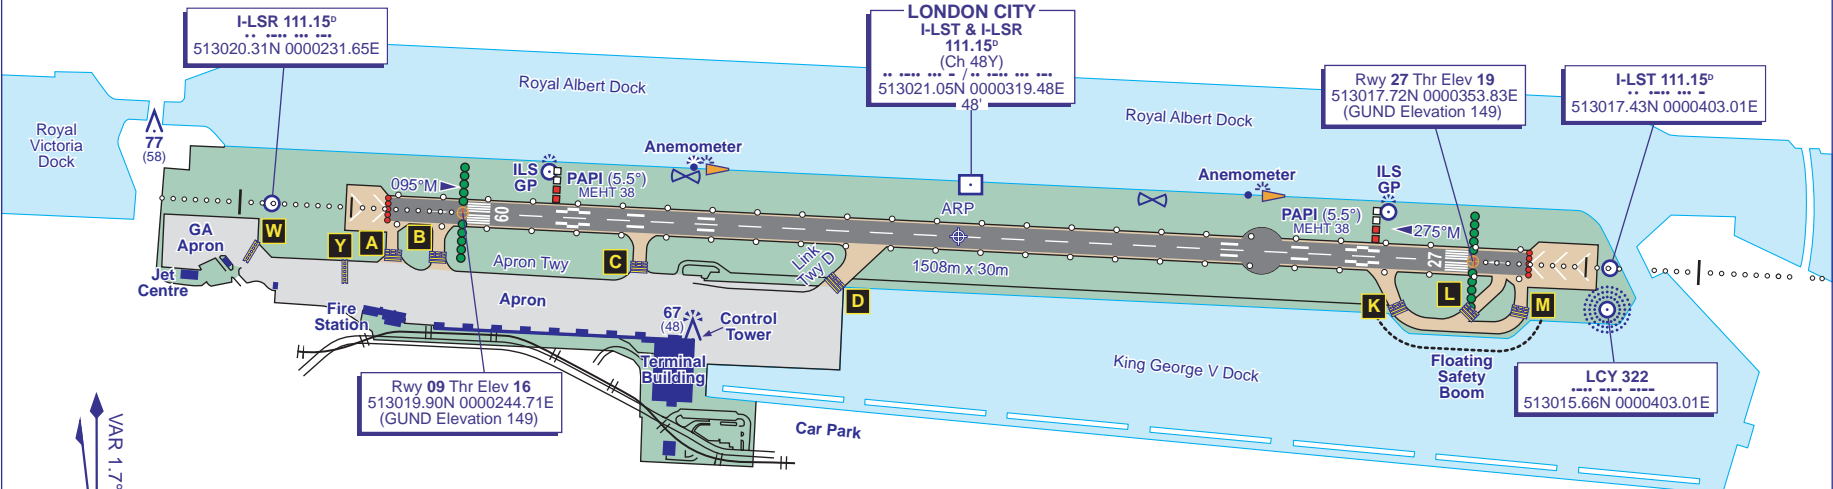 I-LSR 111.15ᴰ
513020.31N 0000231.65E
LONDON CITY
I-LST & I-LSR
111.15ᴰ
(Ch 48Y)
513021.05N 0000319.48E
48'
Rwy 27 Thr Elev 19
513017.72N 0000353.83E
(GUND Elevation 149)
I-LST 111.15ᴰ
513017.43N 0000403.01E
Royal Albert Dock
Royal Albert Dock
Royal
Victoria
Dock
77
(58)
Anemometer
Anemometer
ILS
GP
PAPI (5.5°)
MEHT 38
095°M
09
ILS
GP
PAPI (5.5°)
MEHT 38
275°M
27
ARP
GA
Apron
W
Y
A
B
C
D
K
L
M
Jet
Centre
Apron Twy
Link
Twy D
1508m x 30m
Apron
Fire
Station
67
(48)
Control
Tower
Terminal
Building
King George V Dock
Floating
Safety
Boom
LCY 322
513015.66N 0000403.01E
Rwy 09 Thr Elev 16
513019.90N 0000244.71E
(GUND Elevation 149)
Car Park
VAR 1.7°